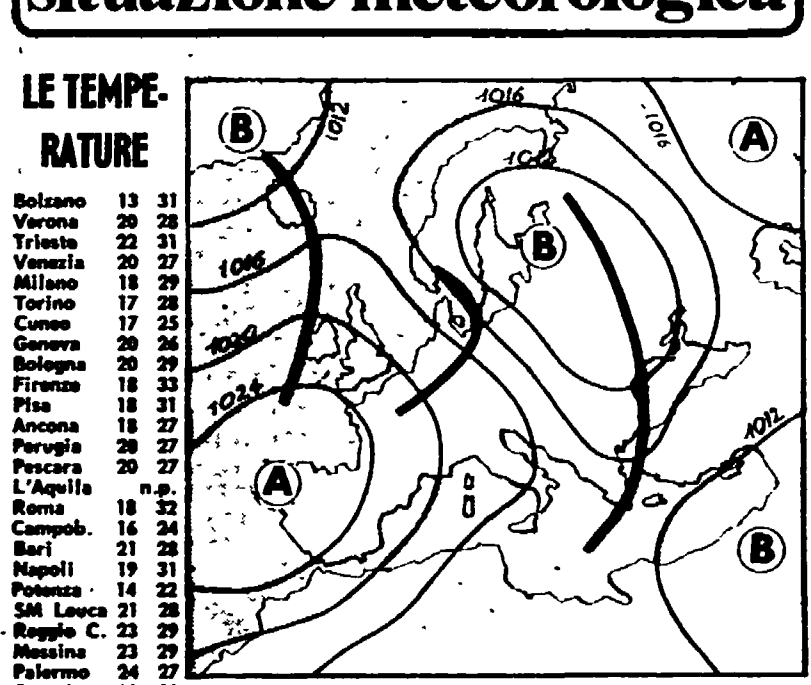 situazione meteorologica
LE TEMPE-
RATURE
Bolzano 13 31
Verona 20 28
Trieste 22 31
Venezia 20 27
Milano 18 29
Torino 17 28
Cuneo 17 25
Genova 20 26
Bologna 20 29
Firenze 18 33
Pisa 18 31
Ancona 18 27
Perugia 20 27
Pescara 20 27
L'Aquila n.p.
Roma 18 32
Campob. 16 24
Bari 21 28
Napoli 19 31
Potenza 14 22
SM Leuca 21 28
Reggio C. 23 29
Messina 23 29
Palermo 24 27
B
1012
1016
1016
A
B
1016
1020
1024
A
1012
B